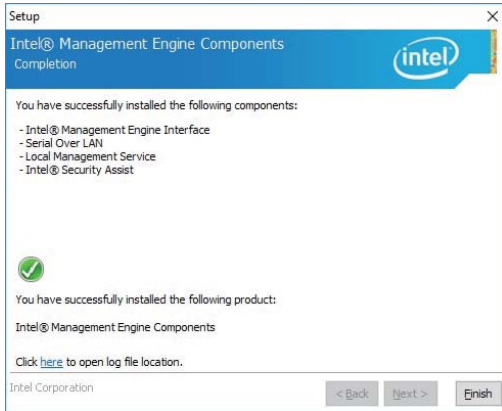 Setup
Intel® Management Engine Components
Completion
intel
You have successfully installed the following components:
- Intel® Management Engine Interface
- Serial Over LAN
- Local Management Service
- Intel® Security Assist
You have successfully installed the following product:
Intel® Management Engine Components
Click here to open log file location.
Intel Corporation
< Back
Next >
Finish